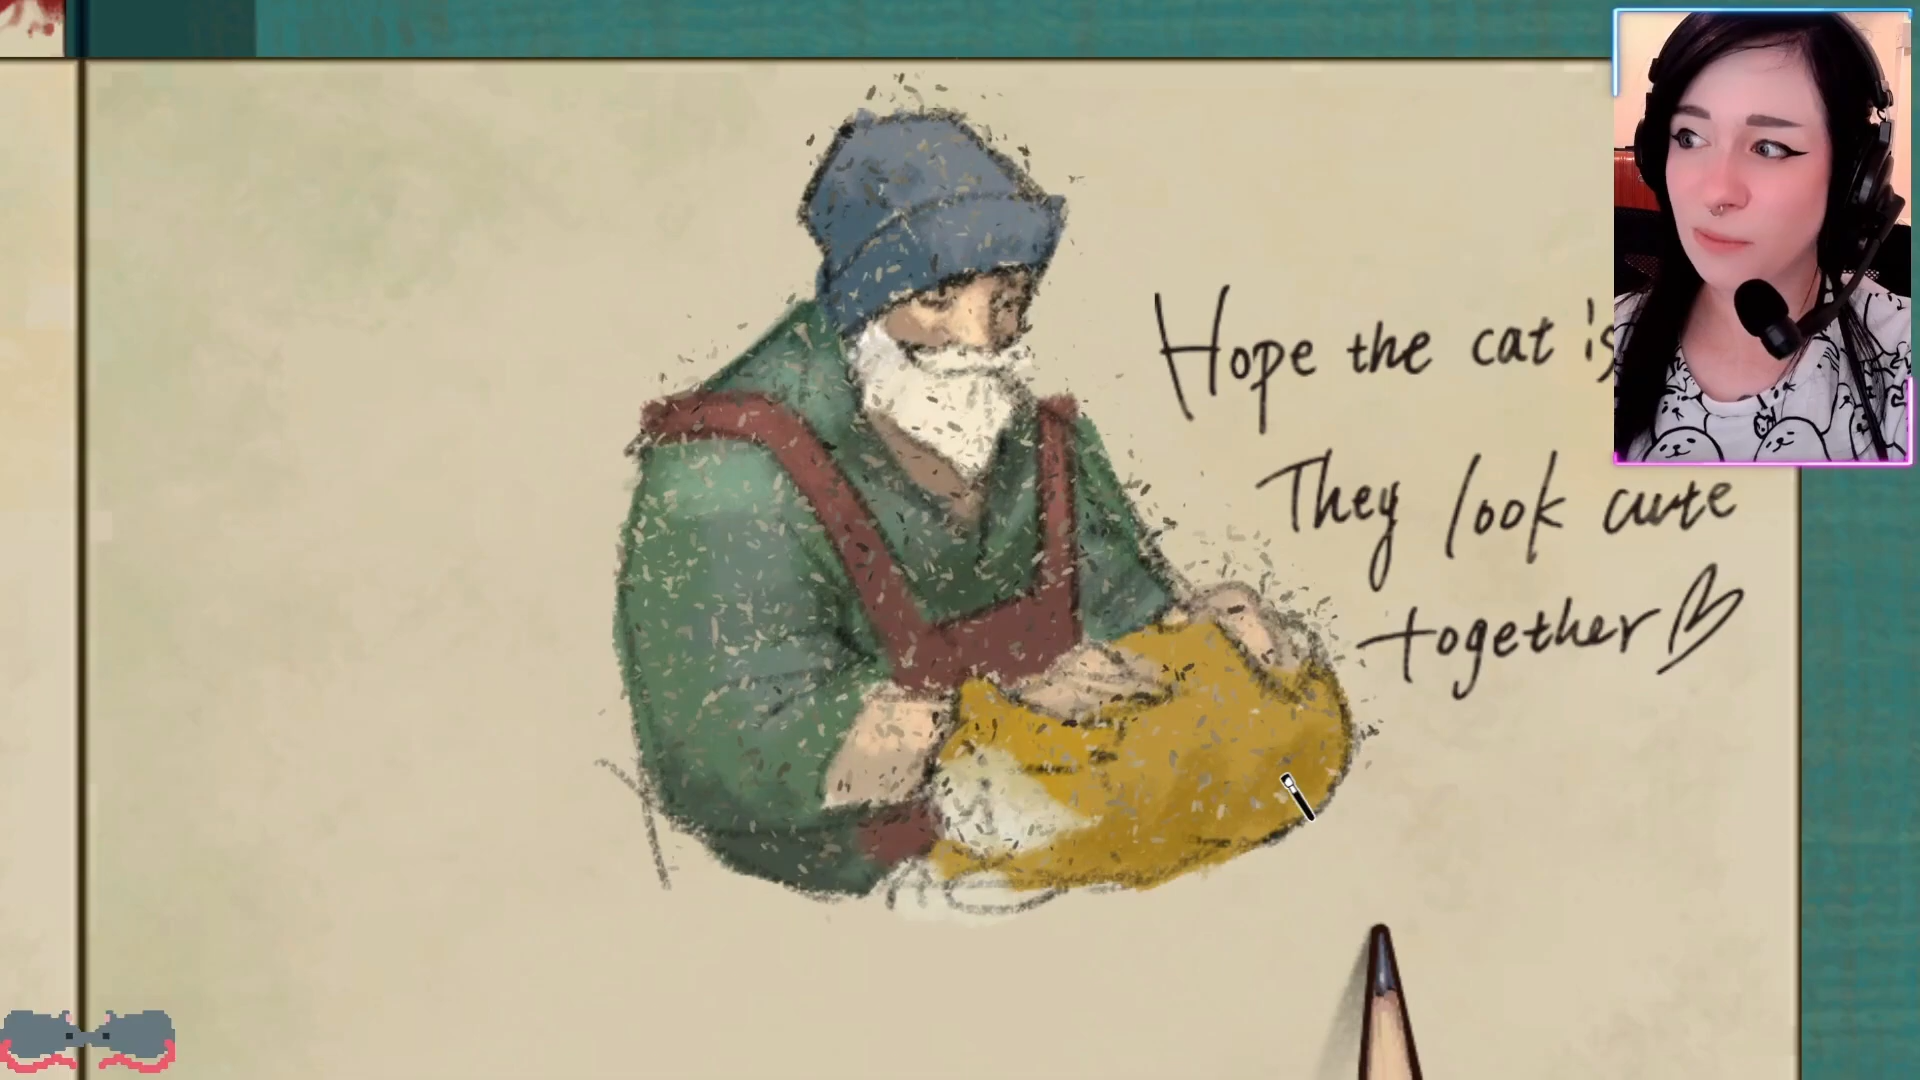 Hope the cat is
They look cute
together